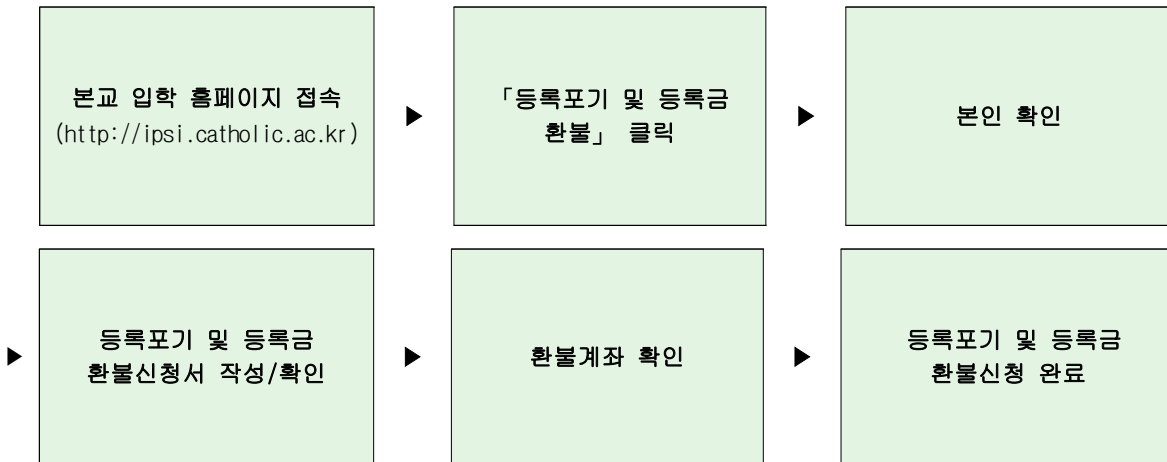 본교 입학 홈페이지 접속
(http://ipsi.catholic.ac.kr)
▶
「등록포기 및 등록금
환불」 클릭
▶
본인 확인
▶
등록포기 및 등록금
환불신청서 작성/확인
▶
환불계좌 확인
▶
등록포기 및 등록금
환불신청 완료